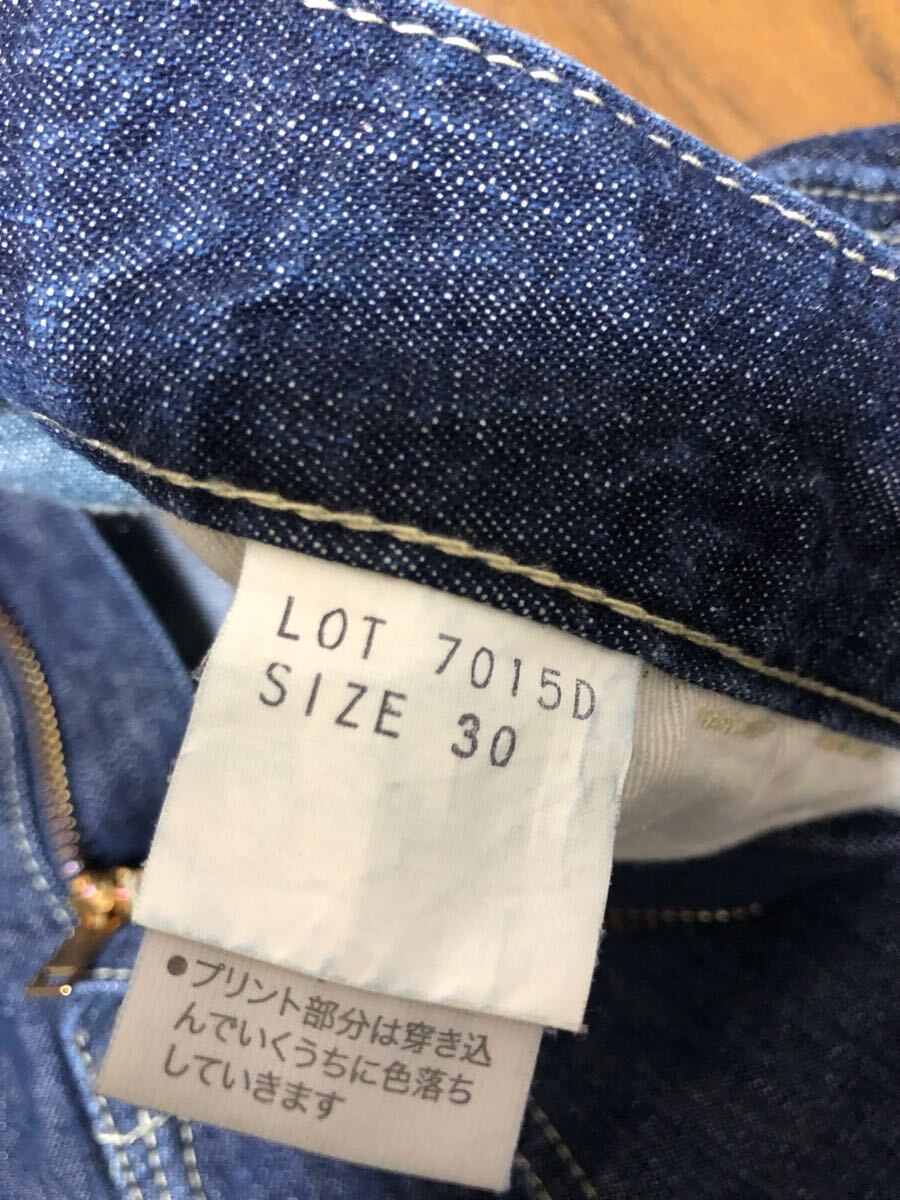 LOT 7015D
SIZE 30
●プリント部分は穿き込
んでいくうちに色落ち
していきます